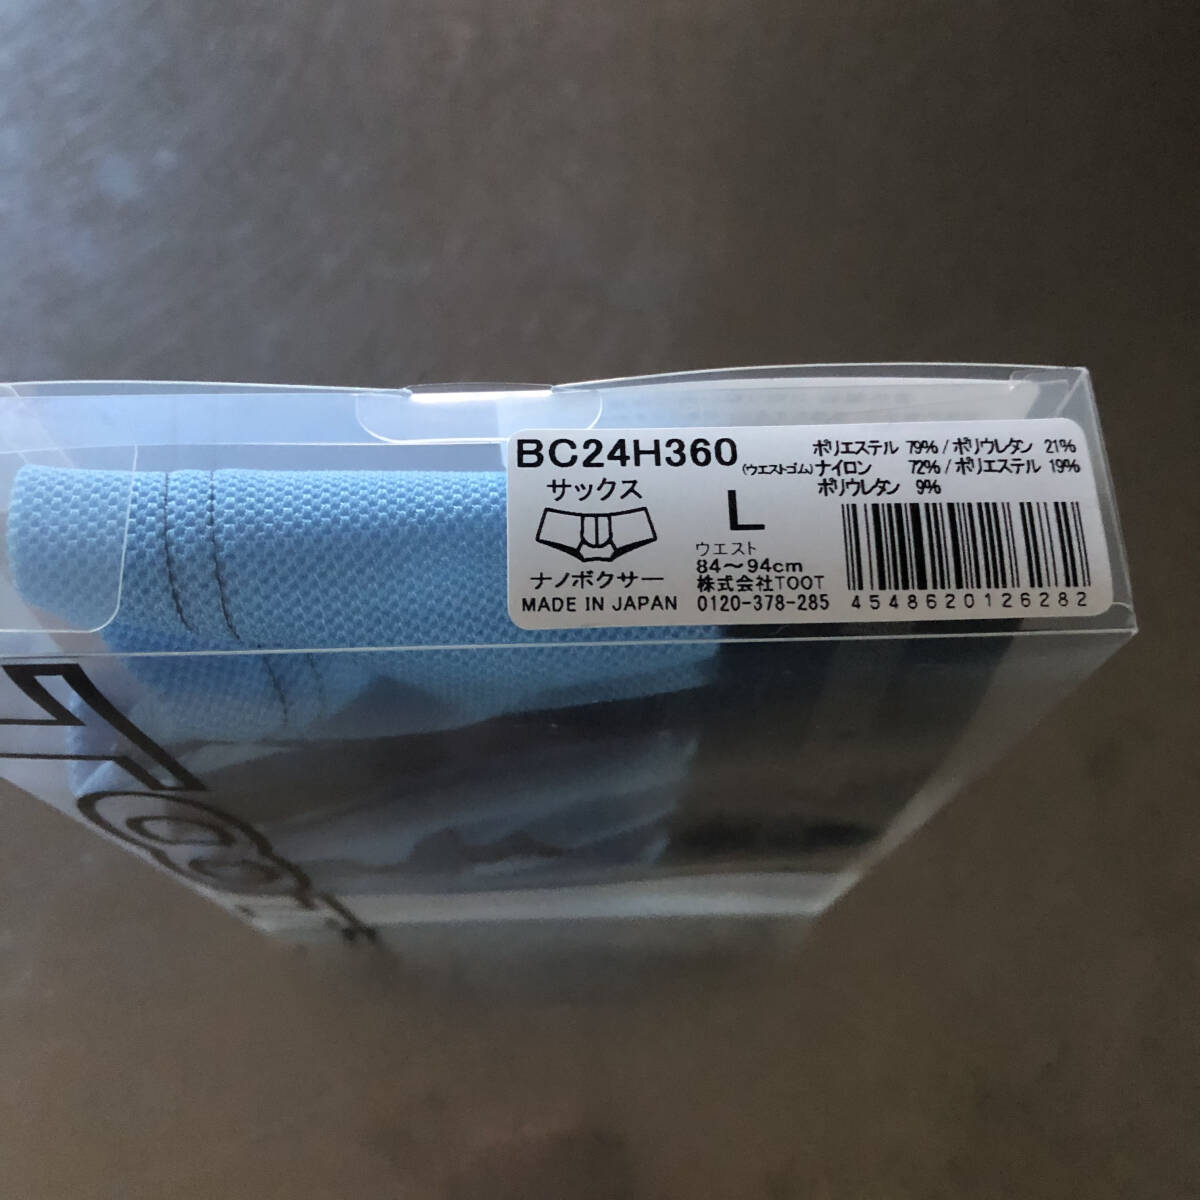 BC24H360
ポリエステル 79% / ポリウレタン 21%
(ウエストゴム)ナイロン 72% / ポリエステル 19%
ポリウレタン 9%
サックス
L
ナノボクサー
MADE IN JAPAN
ウエスト
84～94cm
株式会社TOOT
0120-378-285
4548620126282
TOOT